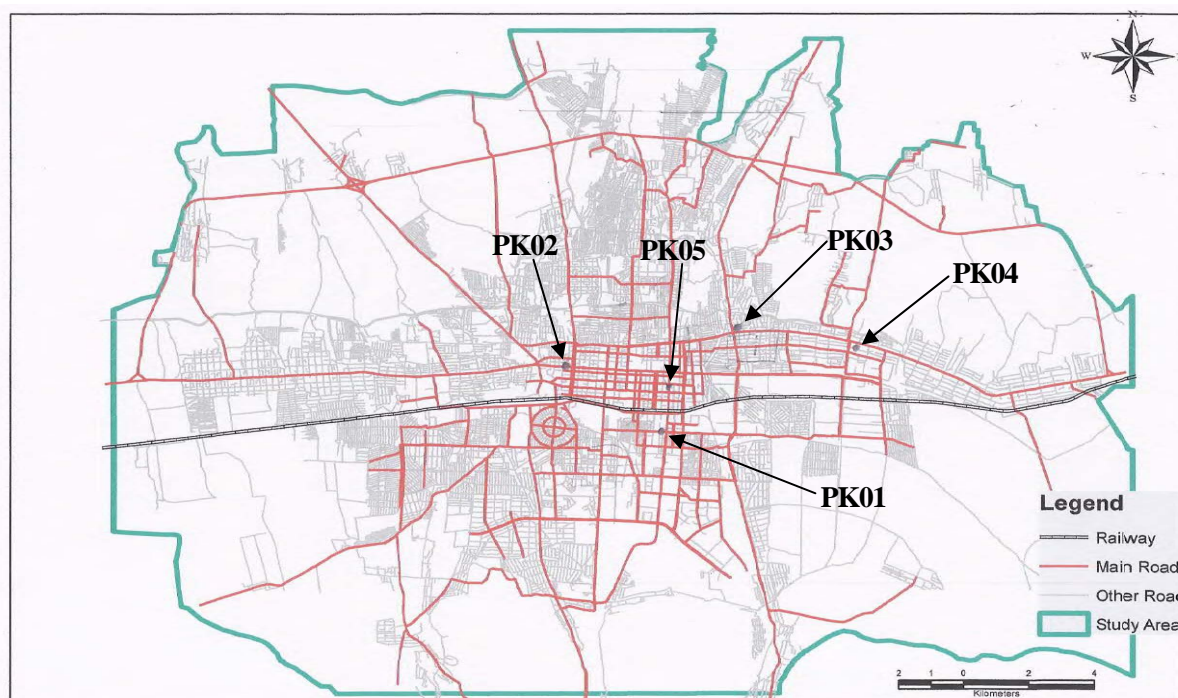 N
W
S
PK02
PK05
PK03
PK04
PK01
Legend
Railway
Main Road
Other Road
Study Area
2 1 0 2 4
Kilometers